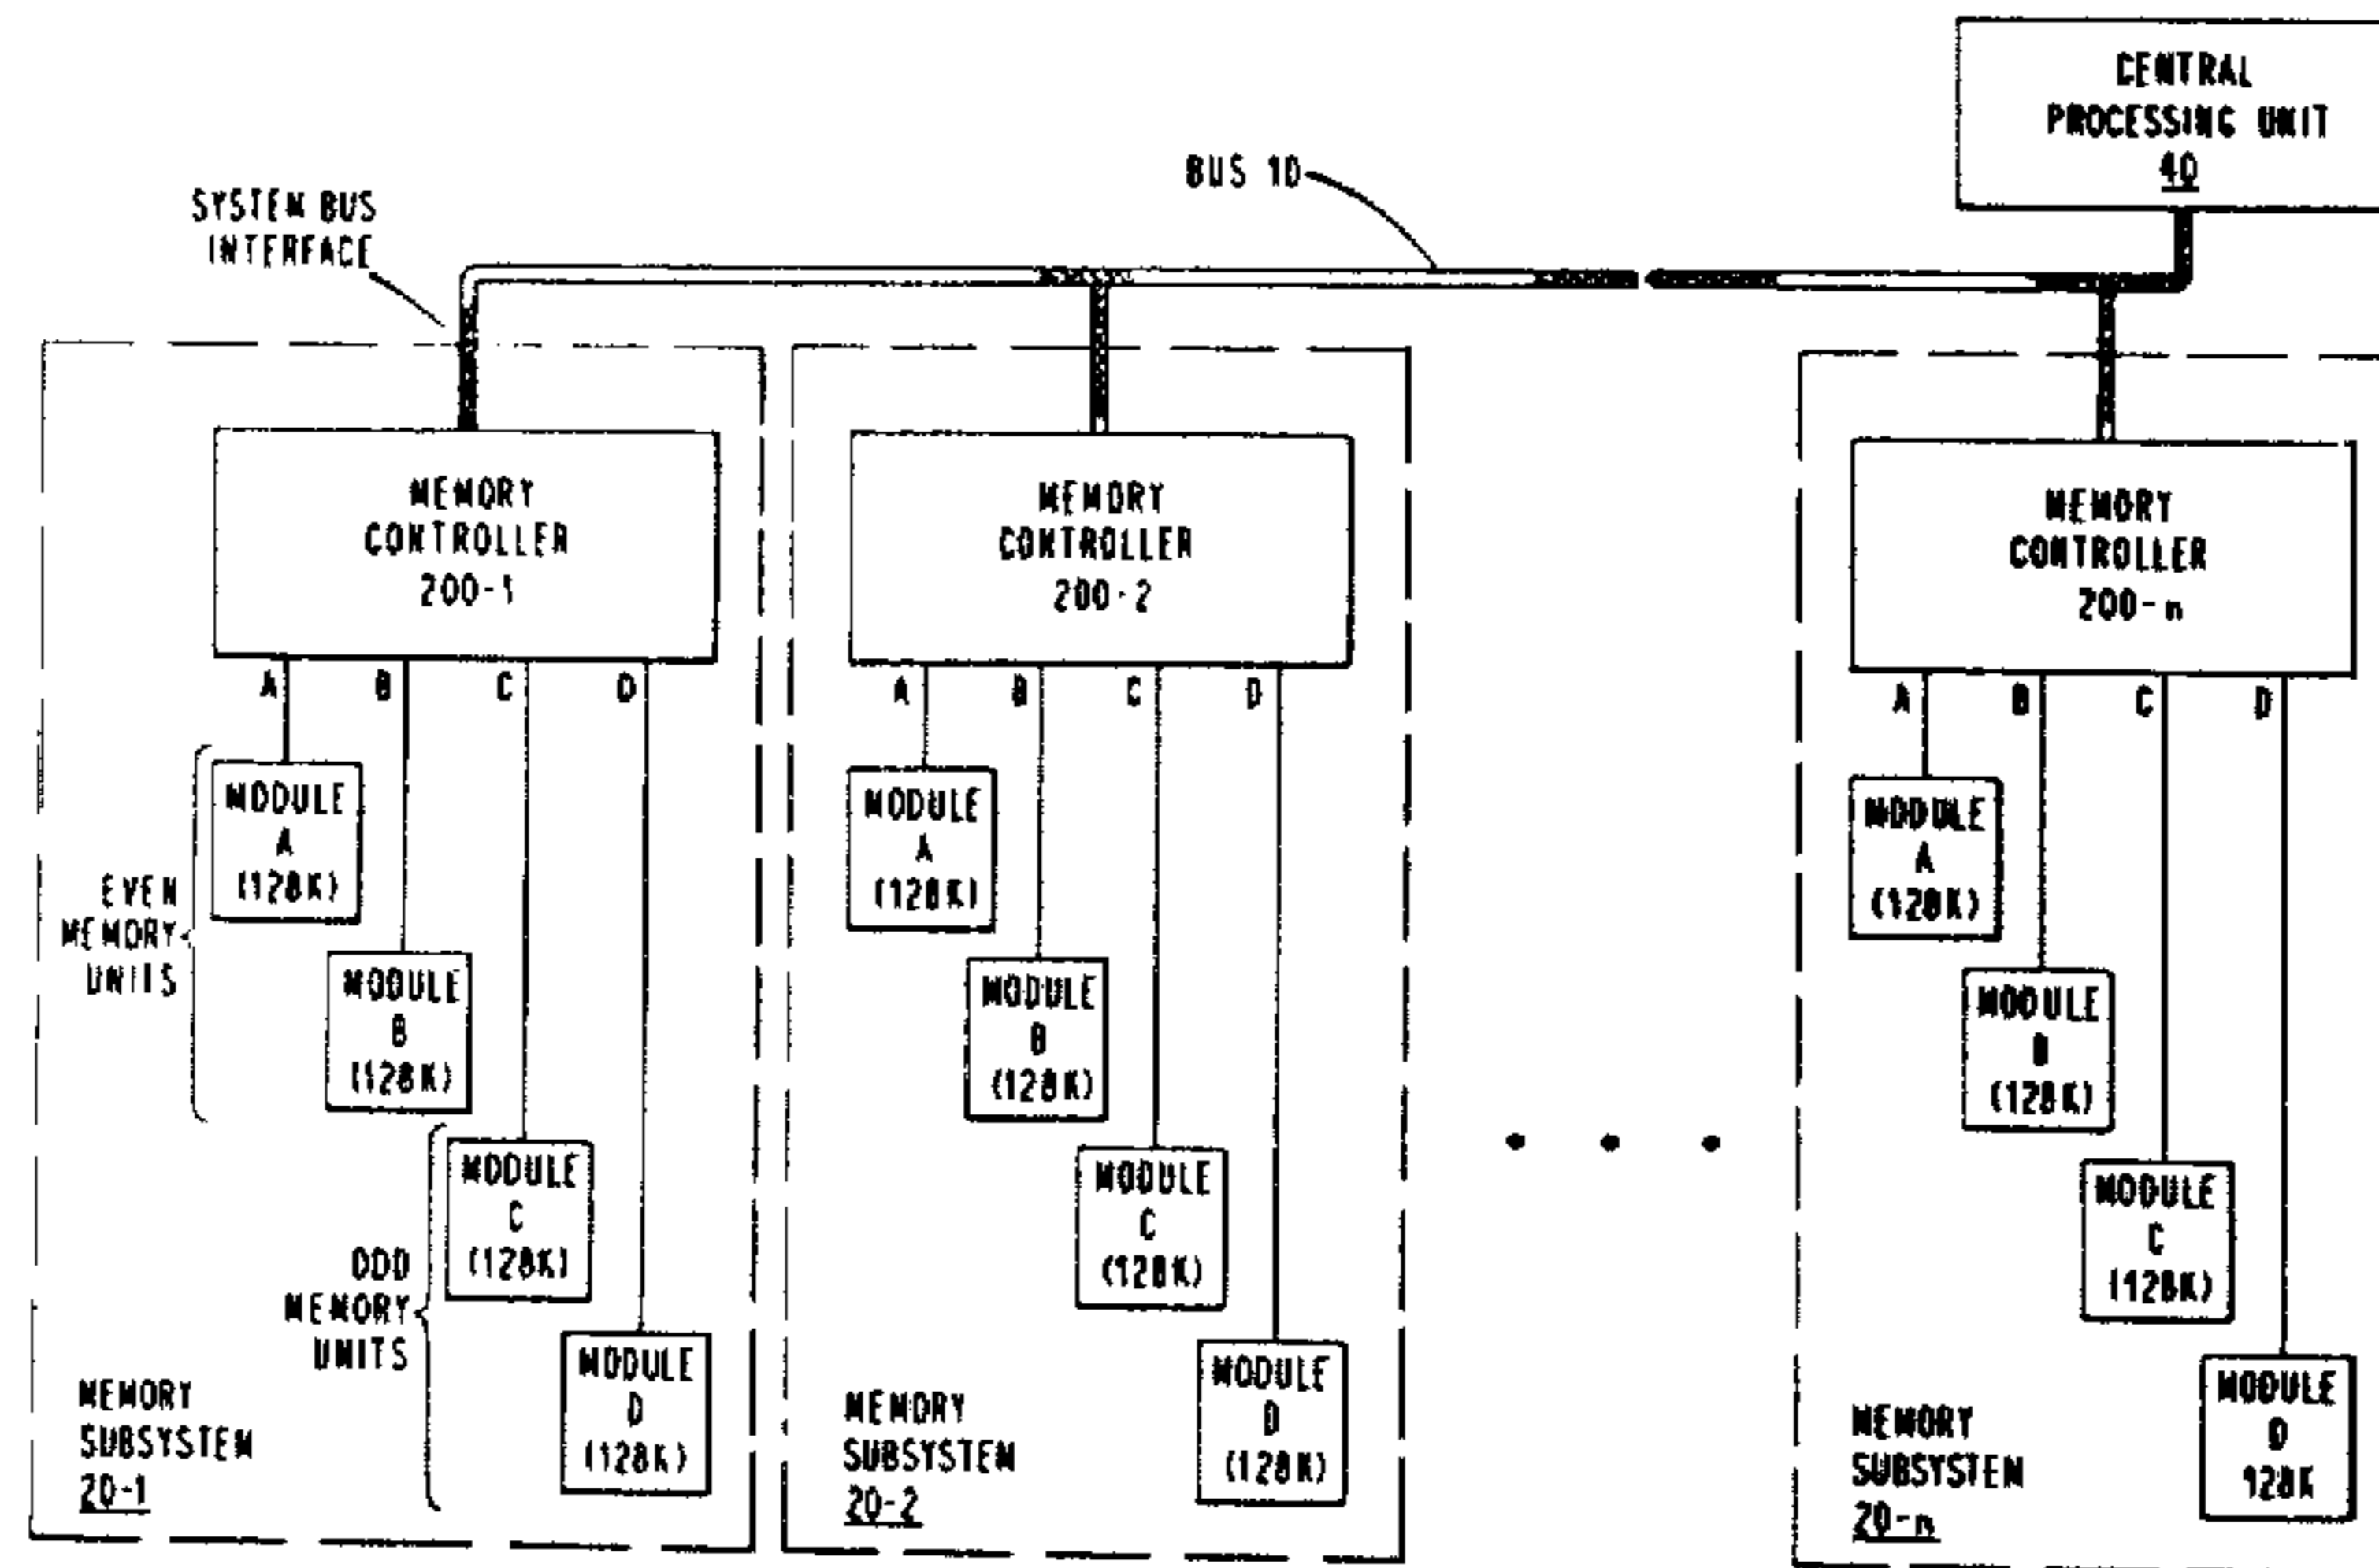 CENTRAL
PROCESSING UNIT
40
BUS 10
SYSTEM BUS
INTERFACE
MEMORY
CONTROLLER
200-1
A B C D
MEMORY
CONTROLLER
200-2
A B C D
MEMORY
CONTROLLER
200-n
A B C D
EVEN
MEMORY
UNITS
MODULE
A
(128K)
MODULE
B
(128K)
ODD
MEMORY
UNITS
MODULE
C
(128K)
MODULE
D
(128K)
MEMORY
SUBSYSTEM
20-1
MODULE
A
(128K)
MODULE
B
(128K)
MODULE
C
(128K)
MODULE
D
(128K)
MEMORY
SUBSYSTEM
20-2
• • •
MODULE
A
(128K)
MODULE
B
(128K)
MODULE
C
(128K)
MODULE
D
128K
MEMORY
SUBSYSTEM
20-n